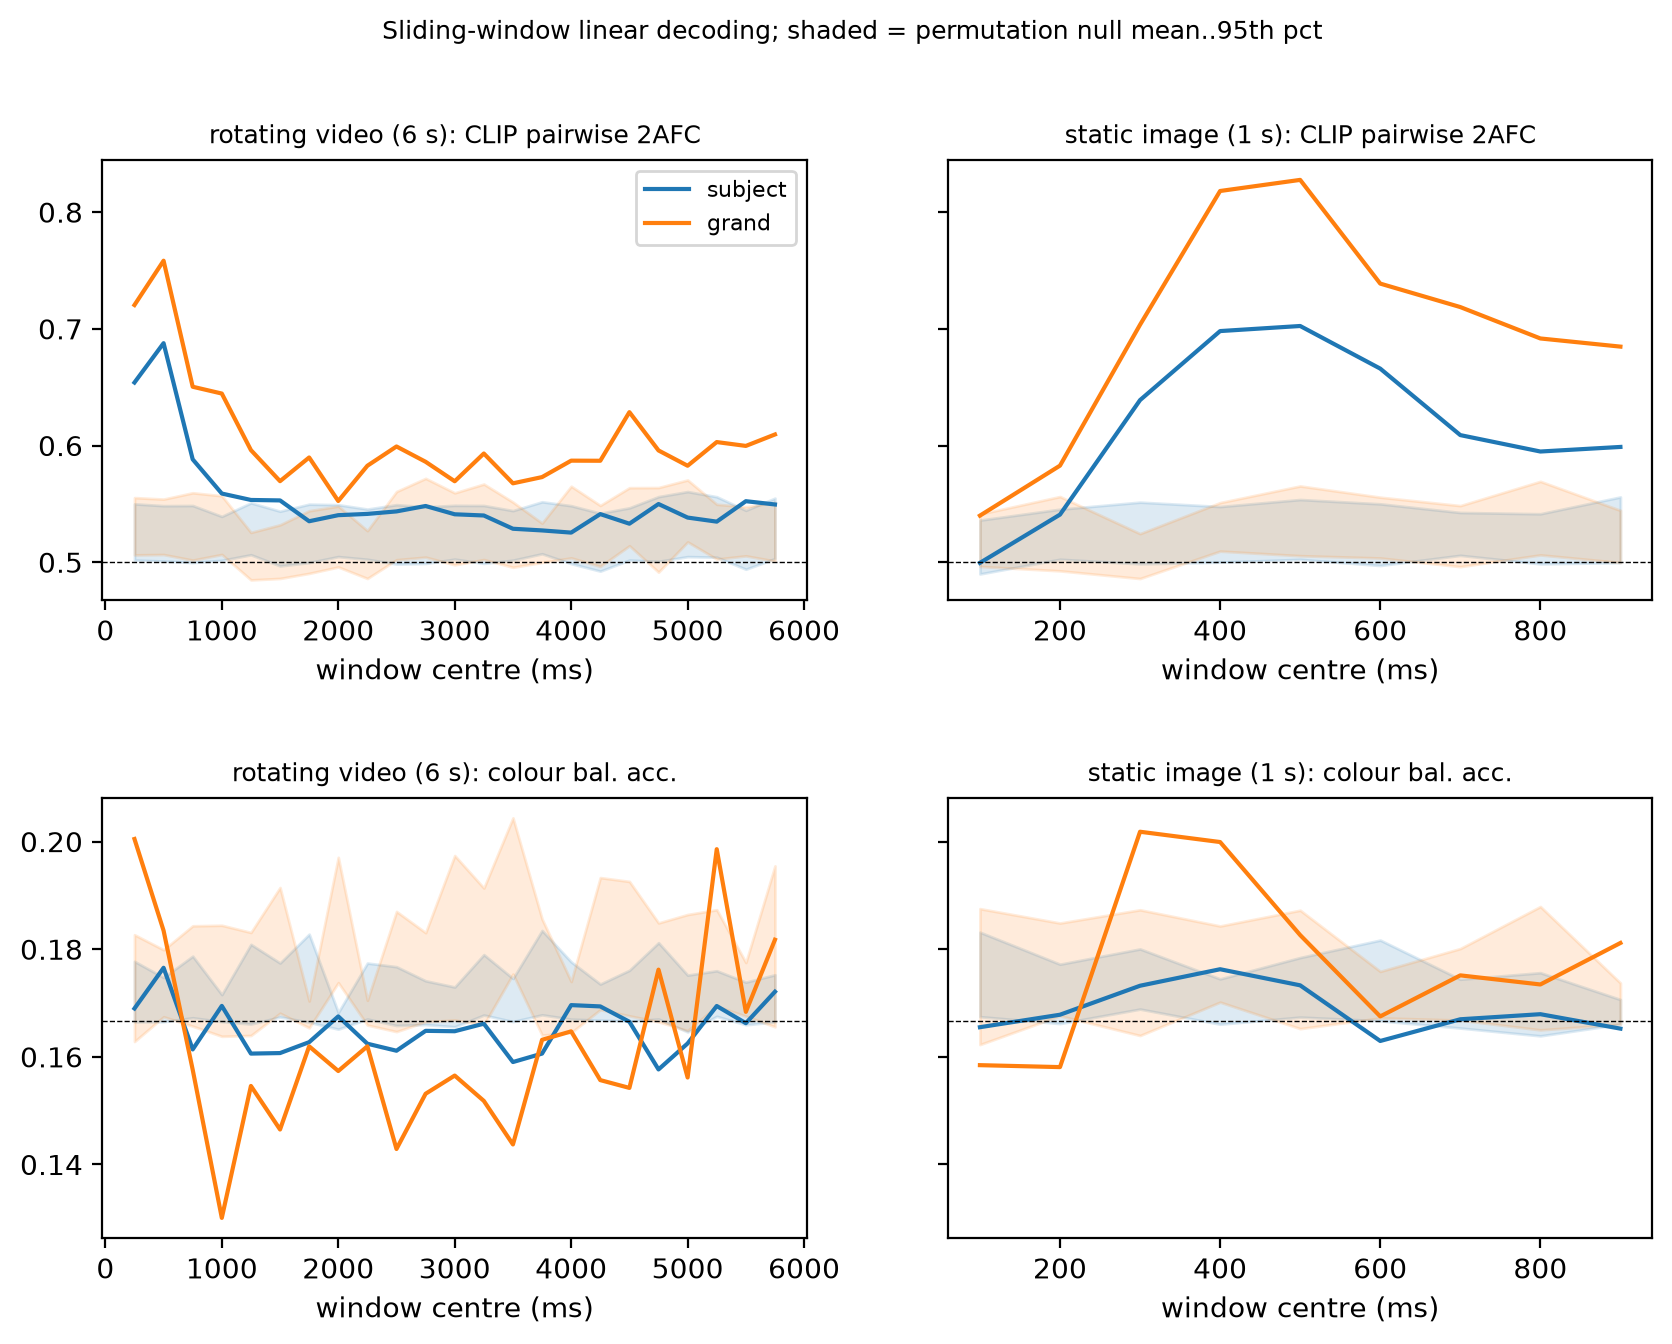 Sliding-window linear decoding; shaded = permutation null mean..95th pct
rotating video (6 s): CLIP pairwise 2AFC
subject
grand
0.8
0.7
0.6
0.5
0 1000 2000 3000 4000 5000 6000
window centre (ms)
static image (1 s): CLIP pairwise 2AFC
200 400 600 800
window centre (ms)
rotating video (6 s): colour bal. acc.
0.20
0.18
0.16
0.14
0 1000 2000 3000 4000 5000 6000
window centre (ms)
static image (1 s): colour bal. acc.
200 400 600 800
window centre (ms)